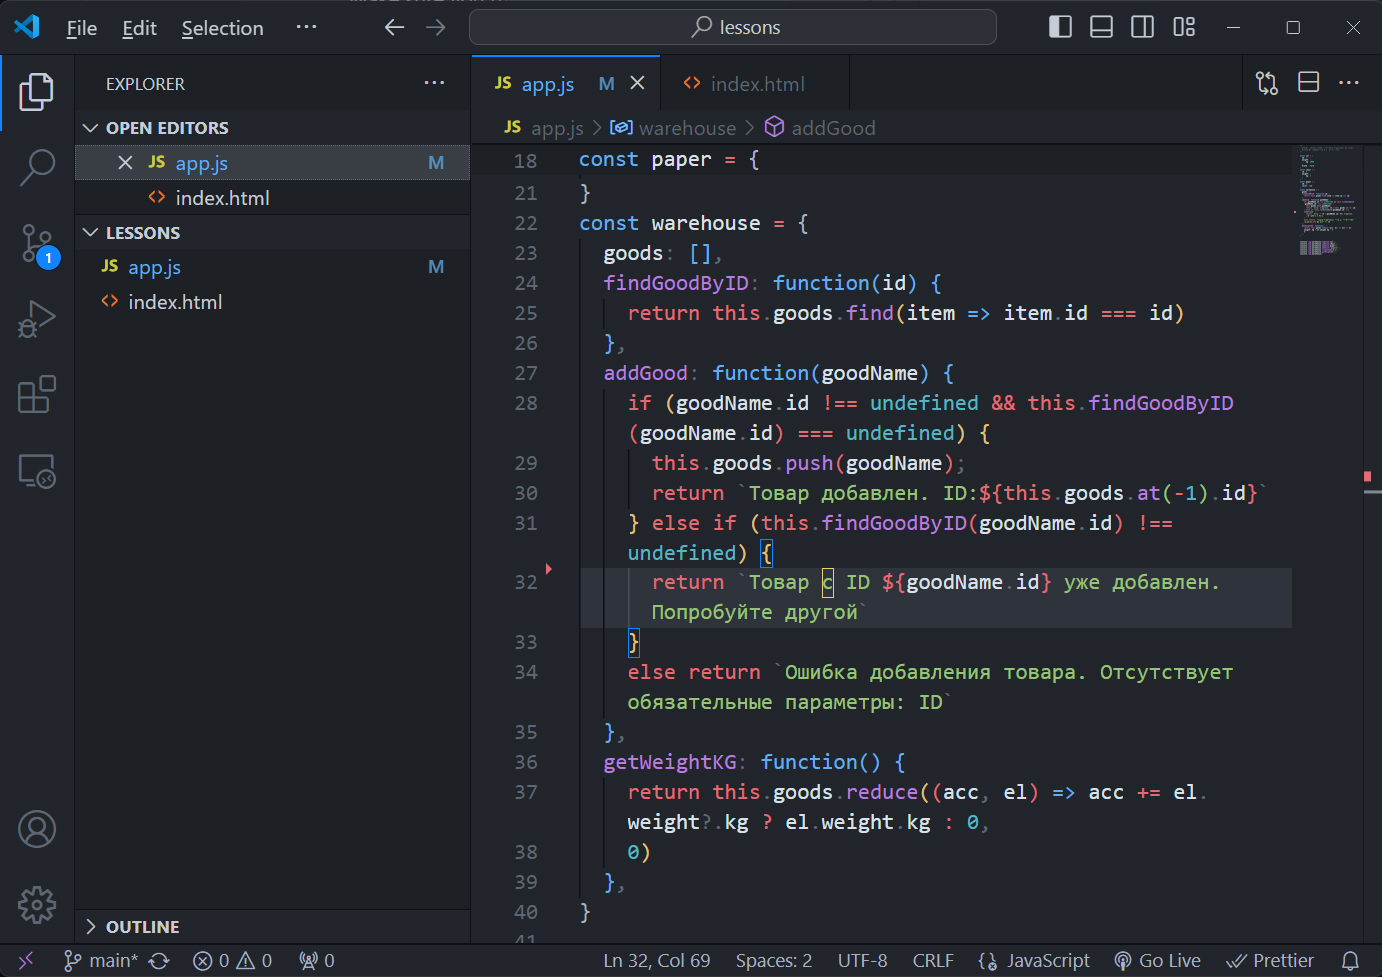 File Edit Selection ··· lessons
EXPLORER ···
OPEN EDITORS
JS app.js M
index.html
LESSONS
JS app.js M
index.html
OUTLINE
JS app.js M
index.html
JS app.js > warehouse > addGood
18 const paper = {
21 }
22 const warehouse = {
23 goods: [],
24 findGoodByID: function(id) {
25 return this.goods.find(item => item.id === id)
26 },
27 addGood: function(goodName) {
28 if (goodName.id !== undefined && this.findGoodByID
(goodName.id) === undefined) {
29 this.goods.push(goodName);
30 return `Товар добавлен. ID:${this.goods.at(-1).id}`
31 } else if (this.findGoodByID(goodName.id) !==
undefined) {
32 return `Товар с ID ${goodName.id} уже добавлен.
Попробуйте другой`
33 }
34 else return `Ошибка добавления товара. Отсутствует
обязательные параметры: ID`
35 },
36 getWeightKG: function() {
37 return this.goods.reduce((acc, el) => acc += el.
weight?.kg ? el.weight.kg : 0,
38 0)
39 },
40 }
41
1
main* 0 0 0 Ln 32, Col 69 Spaces: 2 UTF-8 CRLF {} JavaScript Go Live Prettier